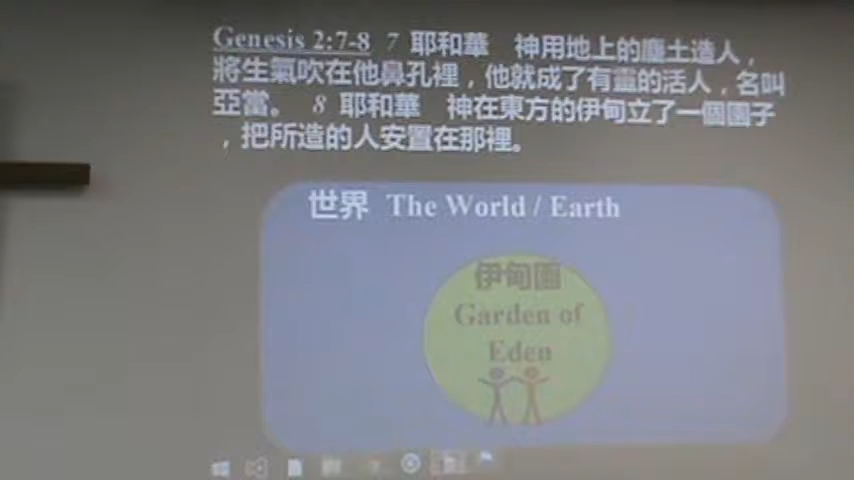 Genesis 2:7-8 7 耶和華　神用地上的塵土造人，
將生氣吹在他鼻孔裡，他就成了有靈的活人，名叫
亞當。 8 耶和華　神在東方的伊甸立了一個園子
，把所造的人安置在那裡。
世界 The World / Earth
伊甸園
Garden of
Eden